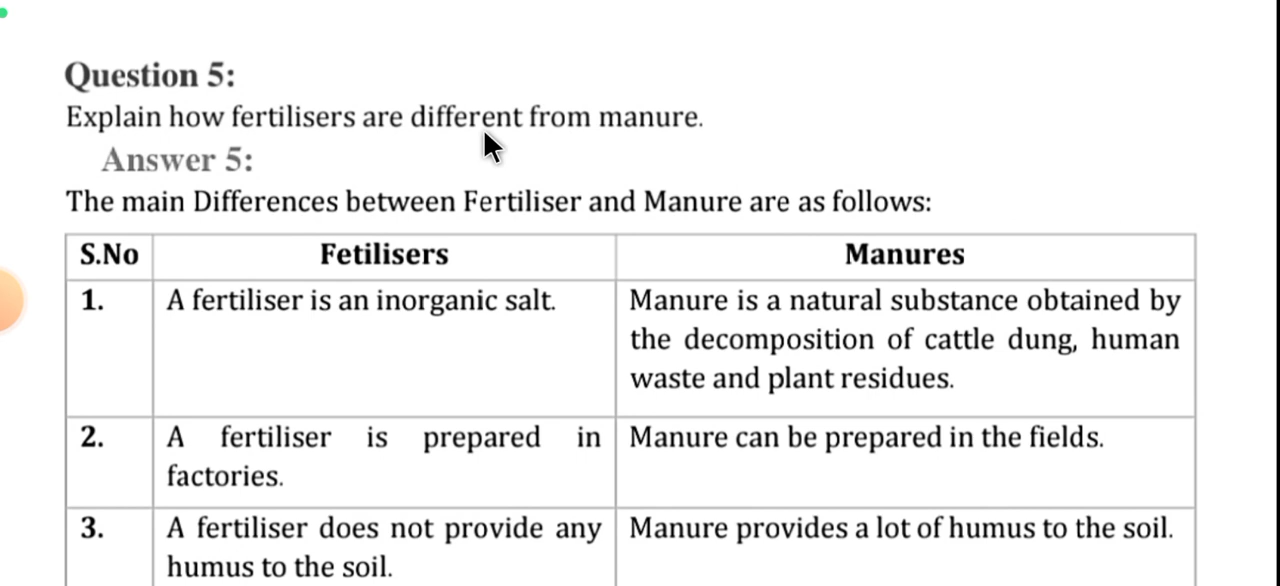 Question 5:
Explain how fertilisers are different from manure.
Answer 5:
The main Differences between Fertiliser and Manure are as follows:
S.No Fetilisers Manures
1. A fertiliser is an inorganic salt. Manure is a natural substance obtained by
the decomposition of cattle dung, human
waste and plant residues.
2. A fertiliser is prepared in Manure can be prepared in the fields.
factories.
3. A fertiliser does not provide any Manure provides a lot of humus to the soil.
humus to the soil.